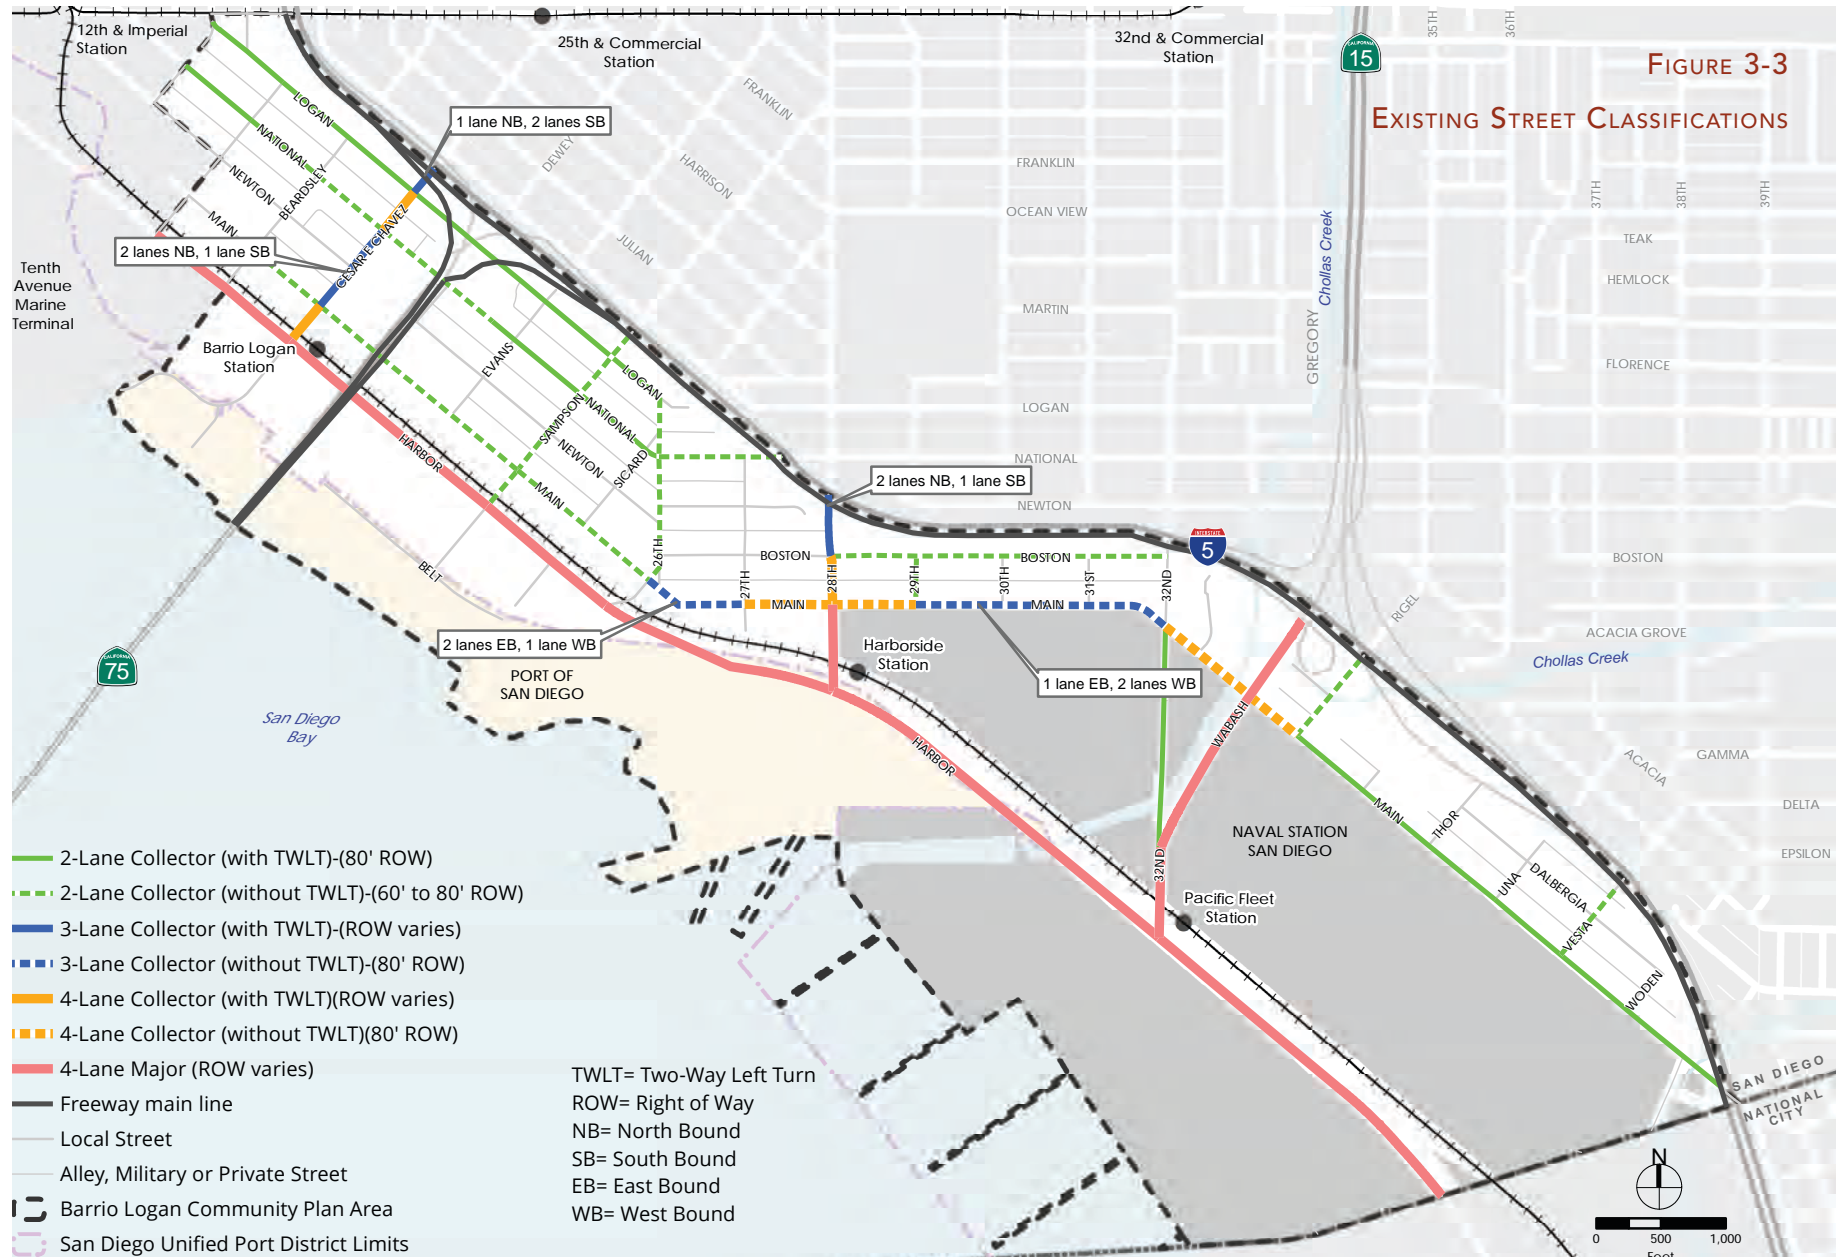 FIGURE 3-3
EXISTING STREET CLASSIFICATIONS
12th & Imperial
Station
25th & Commercial
Station
32nd & Commercial
Station
CALIFORNIA
15
35TH
36TH
FRANKLIN
DEWEY
HARRISON
JULIAN
FRANKLIN
OCEAN VIEW
MARTIN
LOGAN
NATIONAL
NEWTON
GREGORY
Chollas Creek
37TH
38TH
39TH
TEAK
HEMLOCK
FLORENCE
BOSTON
ACACIA GROVE
Chollas Creek
RIGEL
ACACIA
GAMMA
DELTA
EPSILON
1 lane NB, 2 lanes SB
LOGAN
NATIONAL
NEWTON
BEARDSLEY
MAIN
CESAR E CHAVEZ
2 lanes NB, 1 lane SB
Tenth
Avenue
Marine
Terminal
Barrio Logan
Station
EVANS
LOGAN
SAMPSON
NATIONAL
NEWTON
SICARD
MAIN
HARBOR
BELT
2 lanes NB, 1 lane SB
INTERSTATE
5
26TH
27TH
BOSTON
28TH
29TH
BOSTON
30TH
31ST
32ND
MAIN
MAIN
2 lanes EB, 1 lane WB
Harborside
Station
1 lane EB, 2 lanes WB
PORT OF
SAN DIEGO
CALIFORNIA
75
San Diego
Bay
HARBOR
WABASH
32ND
NAVAL STATION
SAN DIEGO
Pacific Fleet
Station
MAIN
THOR
UNA
DALBERGIA
VESTA
WODEN
SAN DIEGO
NATIONAL
CITY
2-Lane Collector (with TWLT)-(80' ROW)
2-Lane Collector (without TWLT)-(60' to 80' ROW)
3-Lane Collector (with TWLT)-(ROW varies)
3-Lane Collector (without TWLT)-(80' ROW)
4-Lane Collector (with TWLT)(ROW varies)
4-Lane Collector (without TWLT)(80' ROW)
4-Lane Major (ROW varies)
Freeway main line
Local Street
Alley, Military or Private Street
Barrio Logan Community Plan Area
San Diego Unified Port District Limits
TWLT= Two-Way Left Turn
ROW= Right of Way
NB= North Bound
SB= South Bound
EB= East Bound
WB= West Bound
N
0 500 1,000
Feet